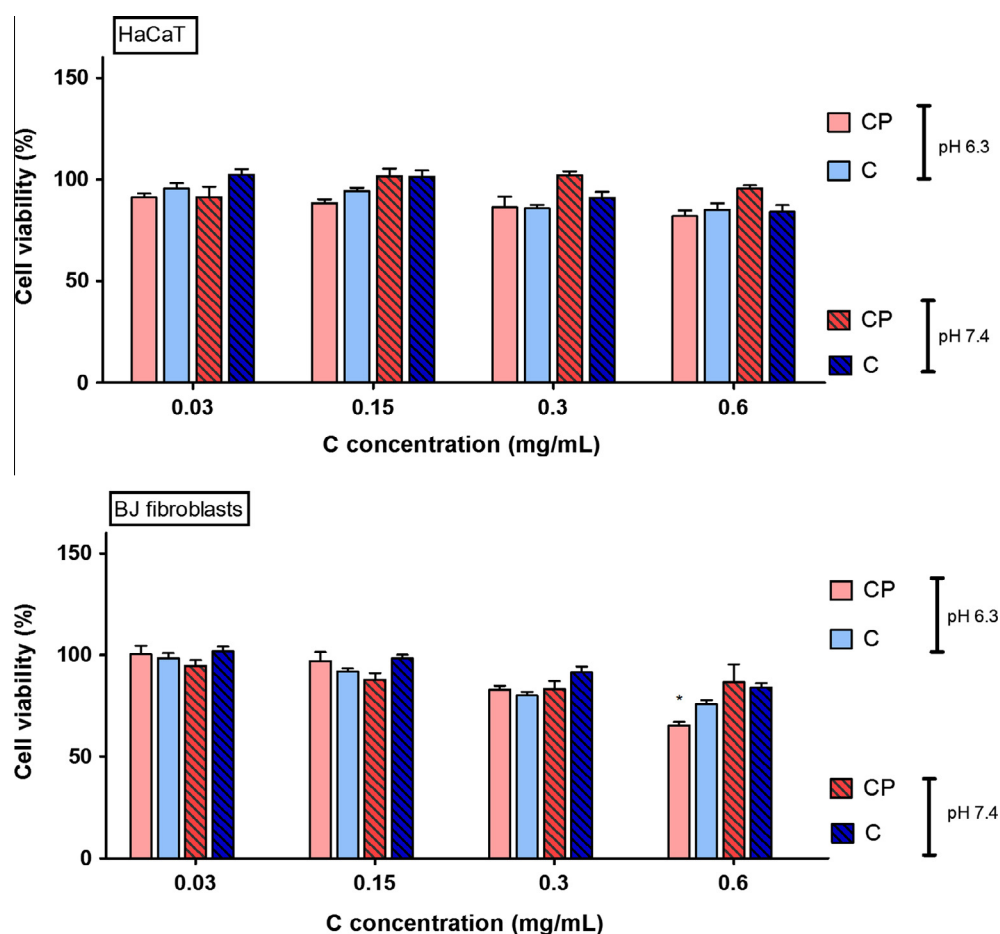 HaCaT
150
100
50
0
Cell viability (%)
0.03 0.15 0.3 0.6
C concentration (mg/mL)
CP
C
pH 6.3
CP
C
pH 7.4
BJ fibroblasts
150
100
50
0
Cell viability (%)
*
0.03 0.15 0.3 0.6
C concentration (mg/mL)
CP
C
pH 6.3
CP
C
pH 7.4